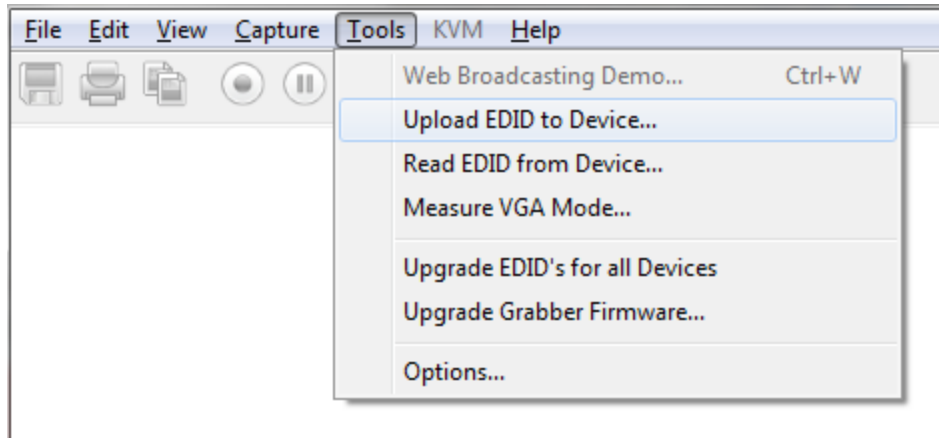 File Edit View Capture Tools KVM Help
Web Broadcasting Demo... Ctrl+W
Upload EDID to Device...
Read EDID from Device...
Measure VGA Mode...
Upgrade EDID's for all Devices
Upgrade Grabber Firmware...
Options...